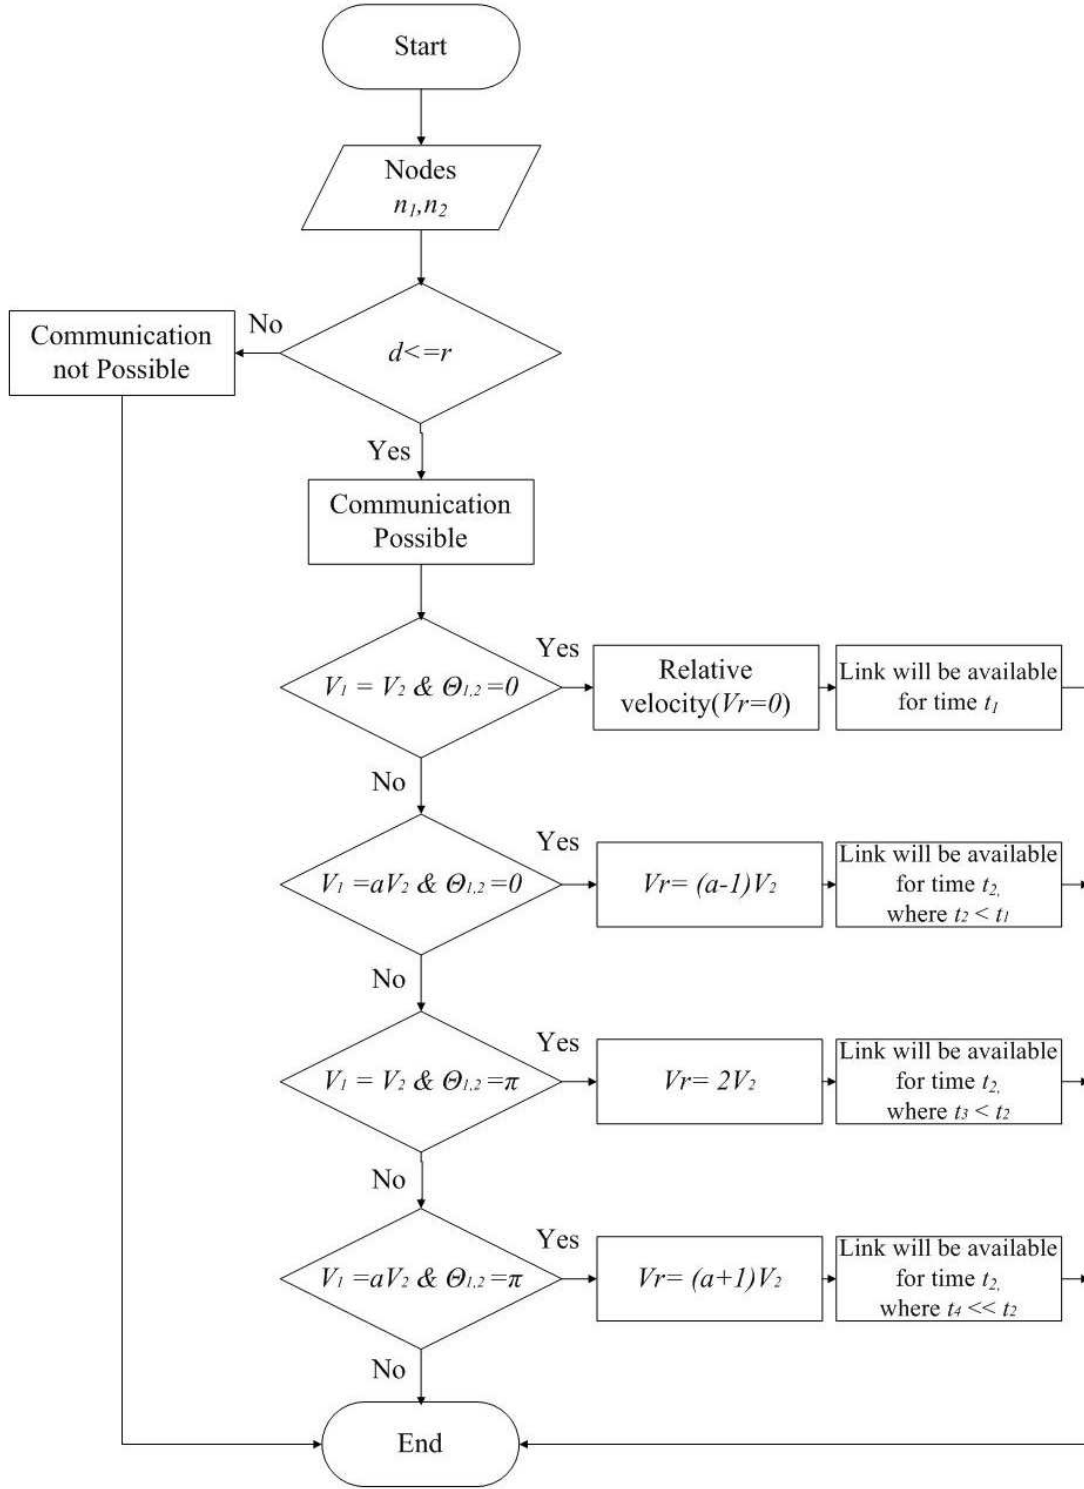 Start
Nodes
n₁,n₂
No
Communication
not Possible
d<=r
Yes
Communication
Possible
V₁ = V₂ & Θ₁,₂=0
Yes
Relative
velocity(Vr=0)
Link will be available
for time t₁
No
V₁ =aV₂ & Θ₁,₂=0
Yes
Vr= (a-1)V₂
Link will be available
for time t₂,
where t₂ < t₁
No
V₁ = V₂ & Θ₁,₂=π
Yes
Vr= 2V₂
Link will be available
for time t₂,
where t₃ < t₂
No
V₁ =aV₂ & Θ₁,₂=π
Yes
Vr= (a+1)V₂
Link will be available
for time t₂,
where t₄ << t₂
No
End